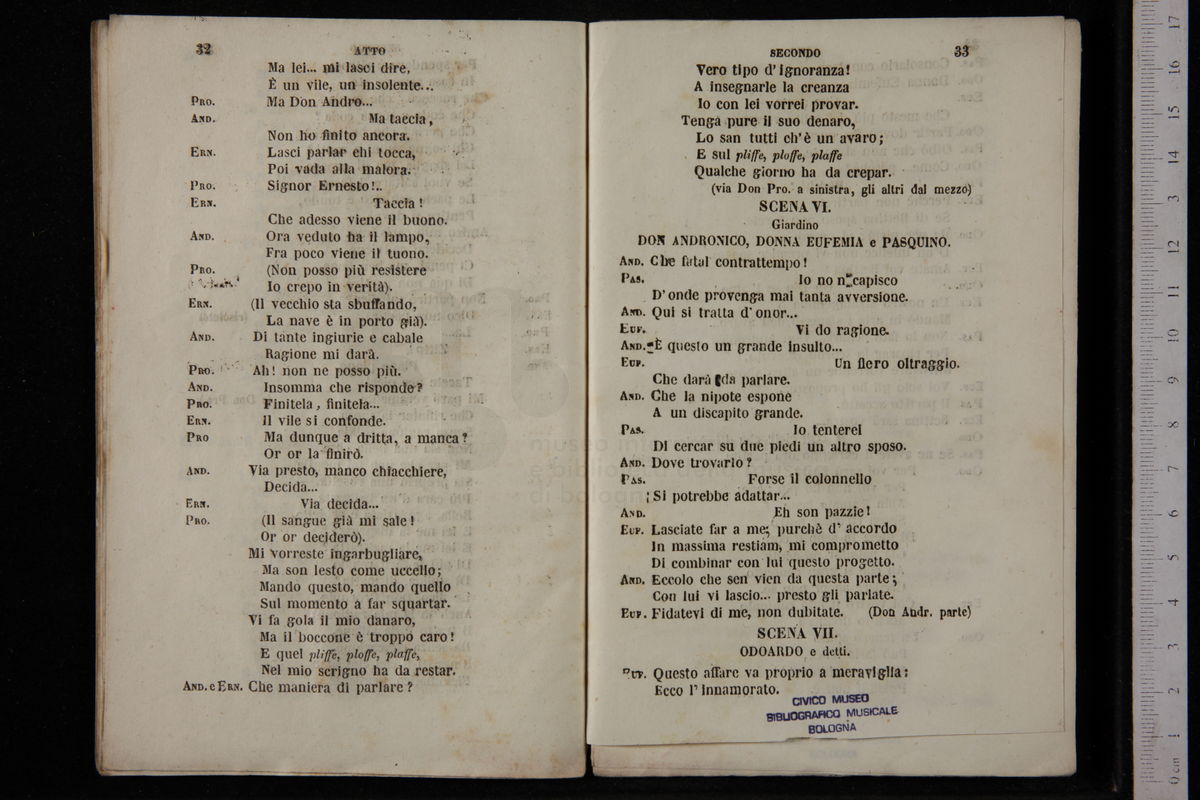 32
ATTO
Ma lei... mi lasci dire,
È un vile, un insolente...
PRO. Ma Don Andro...
AND. Ma taccia,
Non ho finito ancora.
ERN. Lasci parlar chi tocca,
Poi vada alla malora.
PRO. Signor Ernesto!..
ERN. Taccia!
Che adesso viene il buono.
AND. Ora veduto ha il lampo,
Fra poco viene il tuono.
PRO. (Non posso più resistere
Io crepo in verità).
ERN. (Il vecchio sta sbuffando,
La nave è in porto già).
AND. Di tante ingiurie e cabale
Ragione mi darà.
PRO. Ah! non ne posso più.
AND. Insomma che risponde?
PRO. Finitela, finitela...
ERN. Il vile si confonde.
PRO Ma dunque a dritta, a manca?
Or or la finirò.
AND. Via presto, manco chiacchiere,
Decida...
ERN. Via decida...
PRO. (Il sangue già mi sale!
Or or deciderò).
Mi vorreste ingarbugliare,
Ma son lesto come uccello;
Mando questo, mando quello
Sul momento a far squartar.
Vi fa gola il mio danaro,
Ma il boccone è troppo caro!
E quel pliffe, ploffe, plaffe,
Nel mio scrigno ha da restar.
AND. e ERN. Che maniera di parlare?
SECONDO
33
Vero tipo d' ignoranza!
A insegnarle la creanza
Io con lei vorrei provar.
Tenga pure il suo denaro,
Lo san tutti ch' è un avaro;
E sul pliffe, ploffe, plaffe
Qualche giorno ha da crepar.
(via Don Pro. a sinistra, gli altri dal mezzo)
SCENA VI.
Giardino
DON ANDRONICO, DONNA EUFEMIA e PASQUINO.
AND. Che fatal contrattempo!
PAS. Io no n capisco
D' onde provenga mai tanta avversione.
AND. Qui si tratta d' onor...
EUF. Vi do ragione.
AND. È questo un grande insulto...
EUF. Un fiero oltraggio.
Che darà da parlare.
AND. Che la nipote espone
A un discapito grande.
PAS. Io tenterei
Di cercar su due piedi un altro sposo.
AND. Dove trovarlo?
PAS. Forse il colonnello
Si potrebbe adattar...
AND. Eh son pazzie!
EUF. Lasciate far a me; purchè d' accordo
In massima restiam, mi comprometto
Di combinar con lui questo progetto.
AND. Eccolo che sen vien da questa parte;
Con lui vi lascio... presto gli parlate.
EUF. Fidatevi di me, non dubitate. (Don Andr. parte)
SCENA VII.
ODOARDO e detti.
EUF. Questo affare va proprio a meraviglia:
Ecco l' innamorato.
CIVICO MUSEO
BIBLIOGRAFICO MUSICALE
BOLOGNA